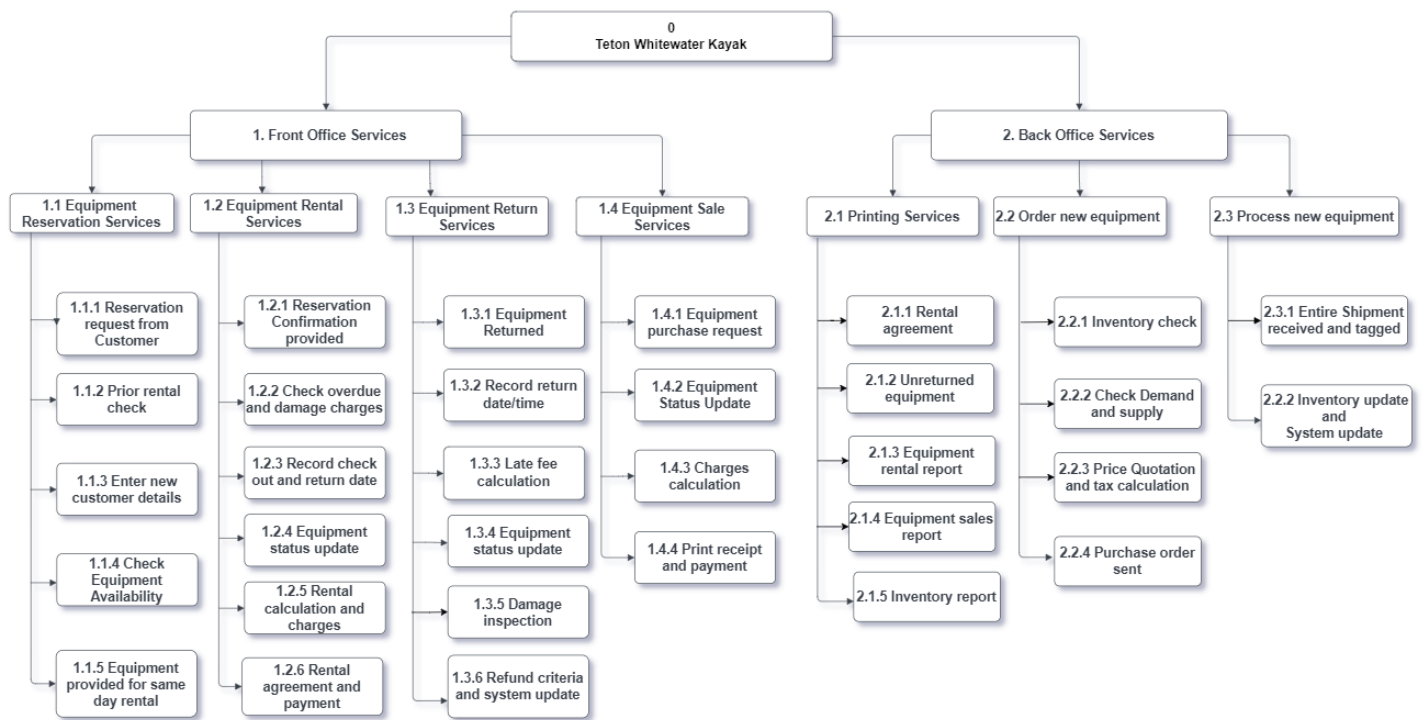 0
Teton Whitewater Kayak
1. Front Office Services
2. Back Office Services
1.1 Equipment
Reservation Services
1.2 Equipment Rental
Services
1.3 Equipment Return
Services
1.4 Equipment Sale
Services
2.1 Printing Services
2.2 Order new equipment
2.3 Process new equipment
1.1.1 Reservation
request from
Customer
1.1.2 Prior rental
check
1.1.3 Enter new
customer details
1.1.4 Check
Equipment
Availability
1.1.5 Equipment
provided for same
day rental
1.2.1 Reservation
Confirmation
provided
1.2.2 Check overdue
and damage charges
1.2.3 Record check
out and return date
1.2.4 Equipment
status update
1.2.5 Rental
calculation and
charges
1.2.6 Rental
agreement and
payment
1.3.1 Equipment
Returned
1.3.2 Record return
date/time
1.3.3 Late fee
calculation
1.3.4 Equipment
status update
1.3.5 Damage
inspection
1.3.6 Refund criteria
and system update
1.4.1 Equipment
purchase request
1.4.2 Equipment
Status Update
1.4.3 Charges
calculation
1.4.4 Print receipt
and payment
2.1.1 Rental
agreement
2.1.2 Unreturned
equipment
2.1.3 Equipment
rental report
2.1.4 Equipment sales
report
2.1.5 Inventory report
2.2.1 Inventory check
2.2.2 Check Demand
and supply
2.2.3 Price Quotation
and tax calculation
2.2.4 Purchase order
sent
2.3.1 Entire Shipment
received and tagged
2.2.2 Inventory update
and
System update